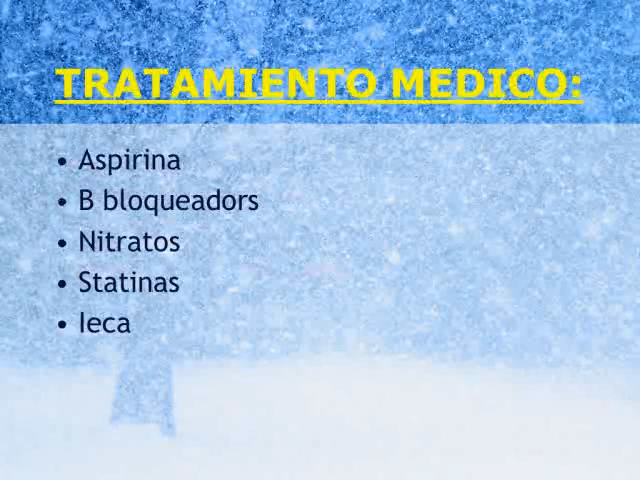 TRATAMIENTO MEDICO:
• Aspirina
• B bloqueadors
• Nitratos
• Statinas
• Ieca